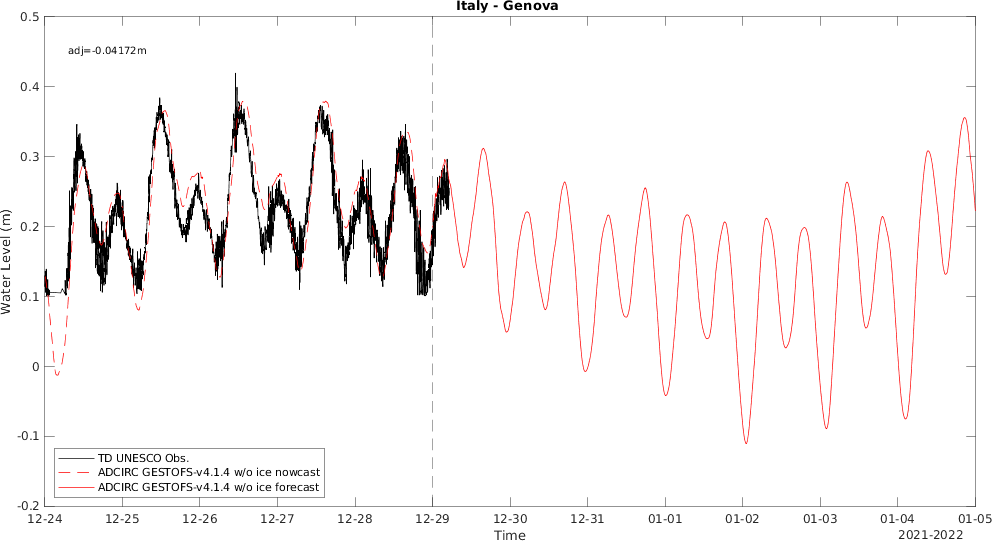 Italy - Genova
0.5
adj=-0.04172m
0.4
0.3
0.2
0.1
0
-0.1
-0.2
Water Level (m)
TD UNESCO Obs.
ADCIRC GESTOFS-v4.1.4 w/o ice nowcast
ADCIRC GESTOFS-v4.1.4 w/o ice forecast
12-24 12-25 12-26 12-27 12-28 12-29 12-30 12-31 01-01 01-02 01-03 01-04 01-05
Time
2021-2022